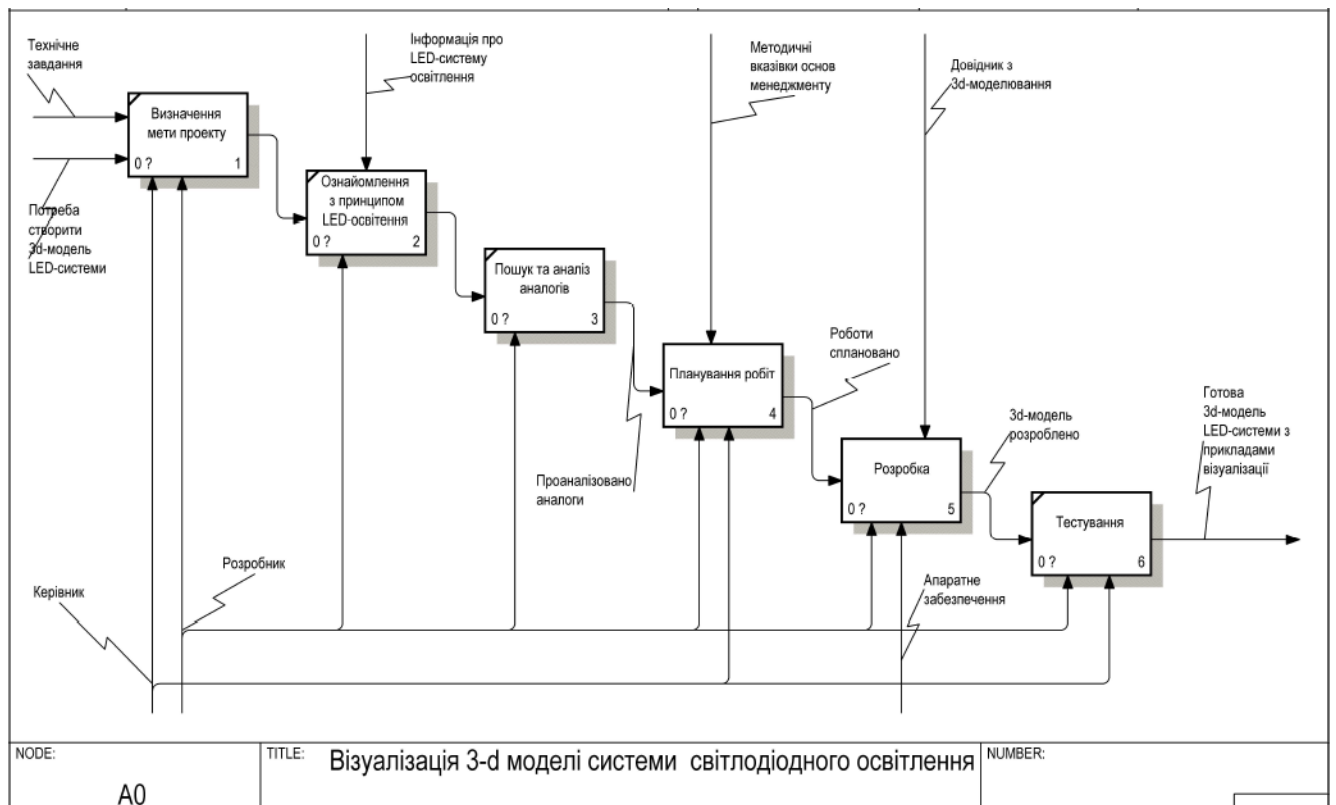 Технічне
завдання
Інформація про
LED-систему
освітлення
Методичні
вказівки основ
менеджменту
Довідник з
3d-моделювання
Визначення
мети проекту
0 ?
1
Потреба
створити
3d-модель
LED-системи
Ознайомлення
з принципом
LED-освітення
0 ?
2
Пошук та аналіз
аналогів
0 ?
3
Роботи
сплановано
Планування робіт
0 ?
4
Проаналізовано
аналоги
3d-модель
розроблено
Готова
3d-модель
LED-системи з
прикладами
візуалізації
Розробка
0 ?
5
Тестування
0 ?
6
Розробник
Керівник
Апаратне
забезпечення
NODE:
A0
TITLE:
Візуалізація 3-d моделі системи світлодіодного освітлення
NUMBER: